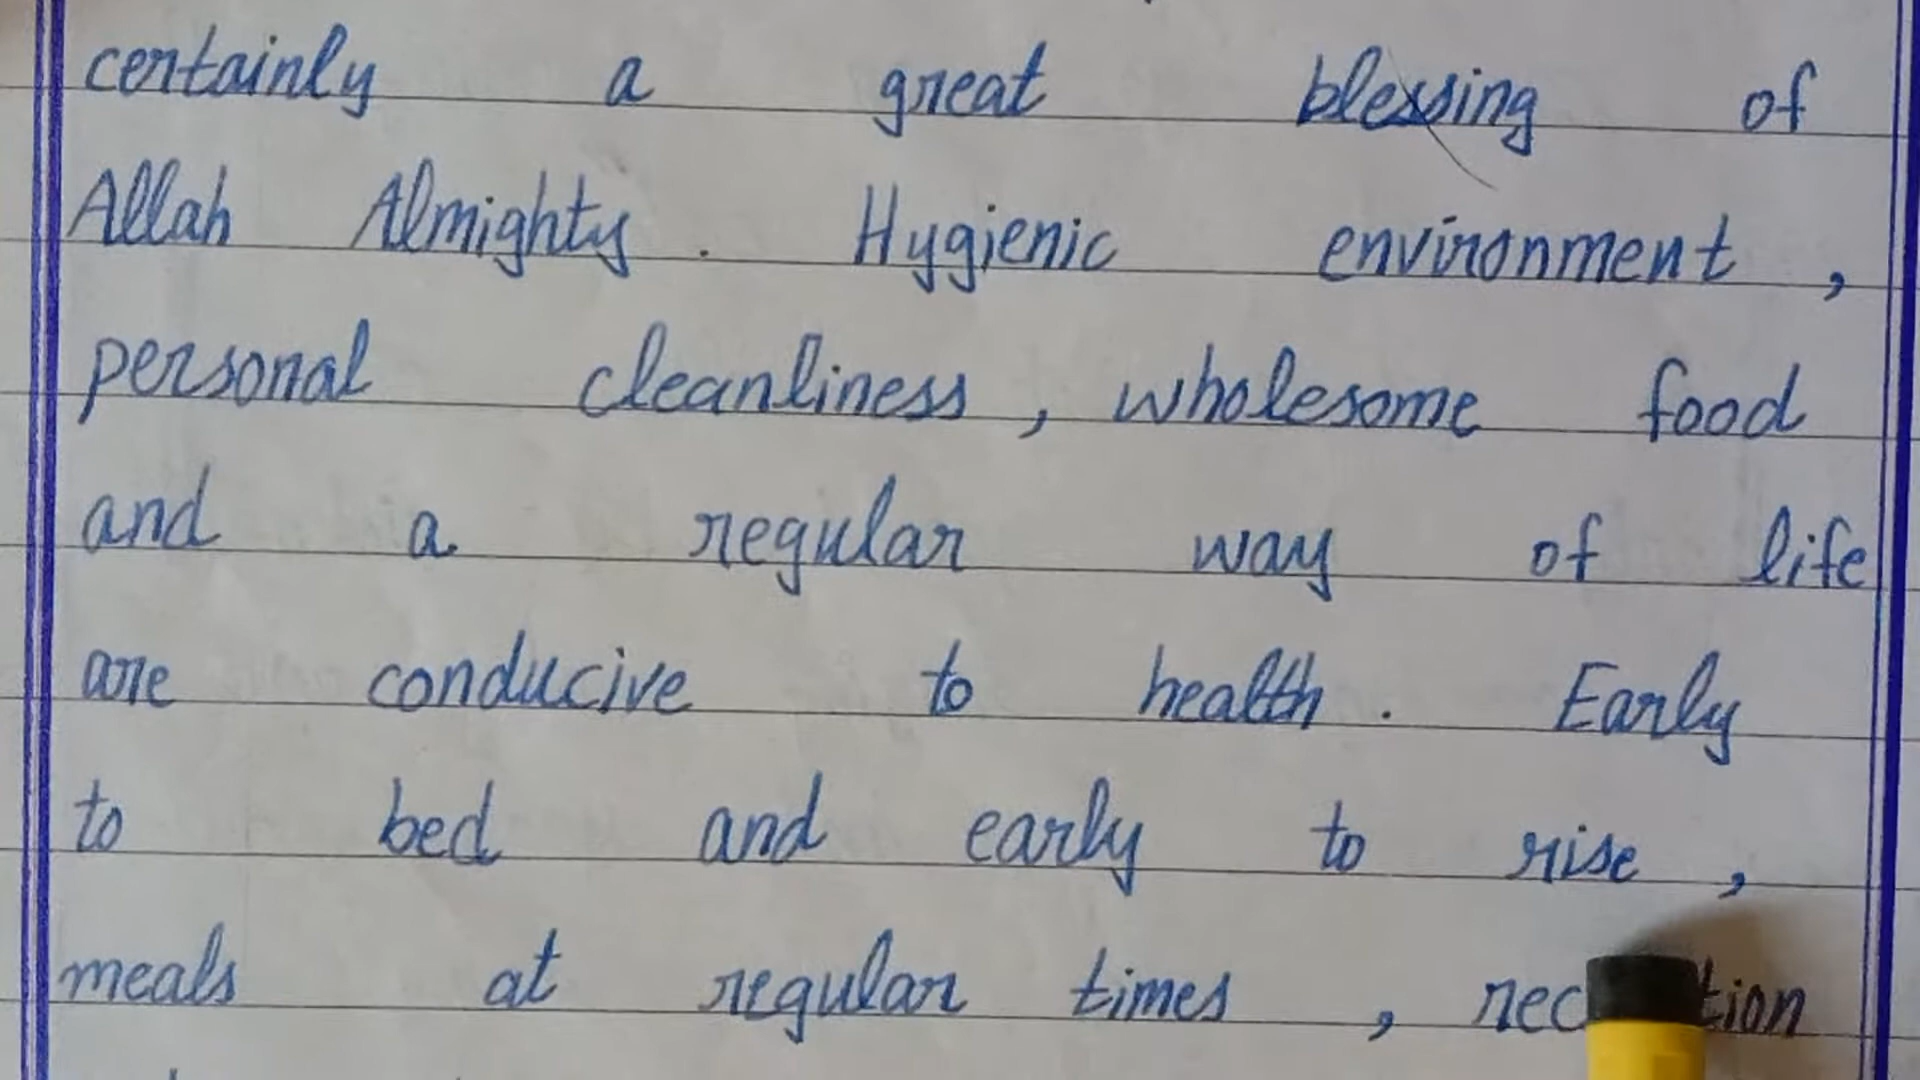 certainly a great blessing of
Allah Almighty. Hygienic environment,
personal cleanliness, wholesome food
and a regular way of life
are conducive to health. Early
to bed and early to rise,
meals at regular times,